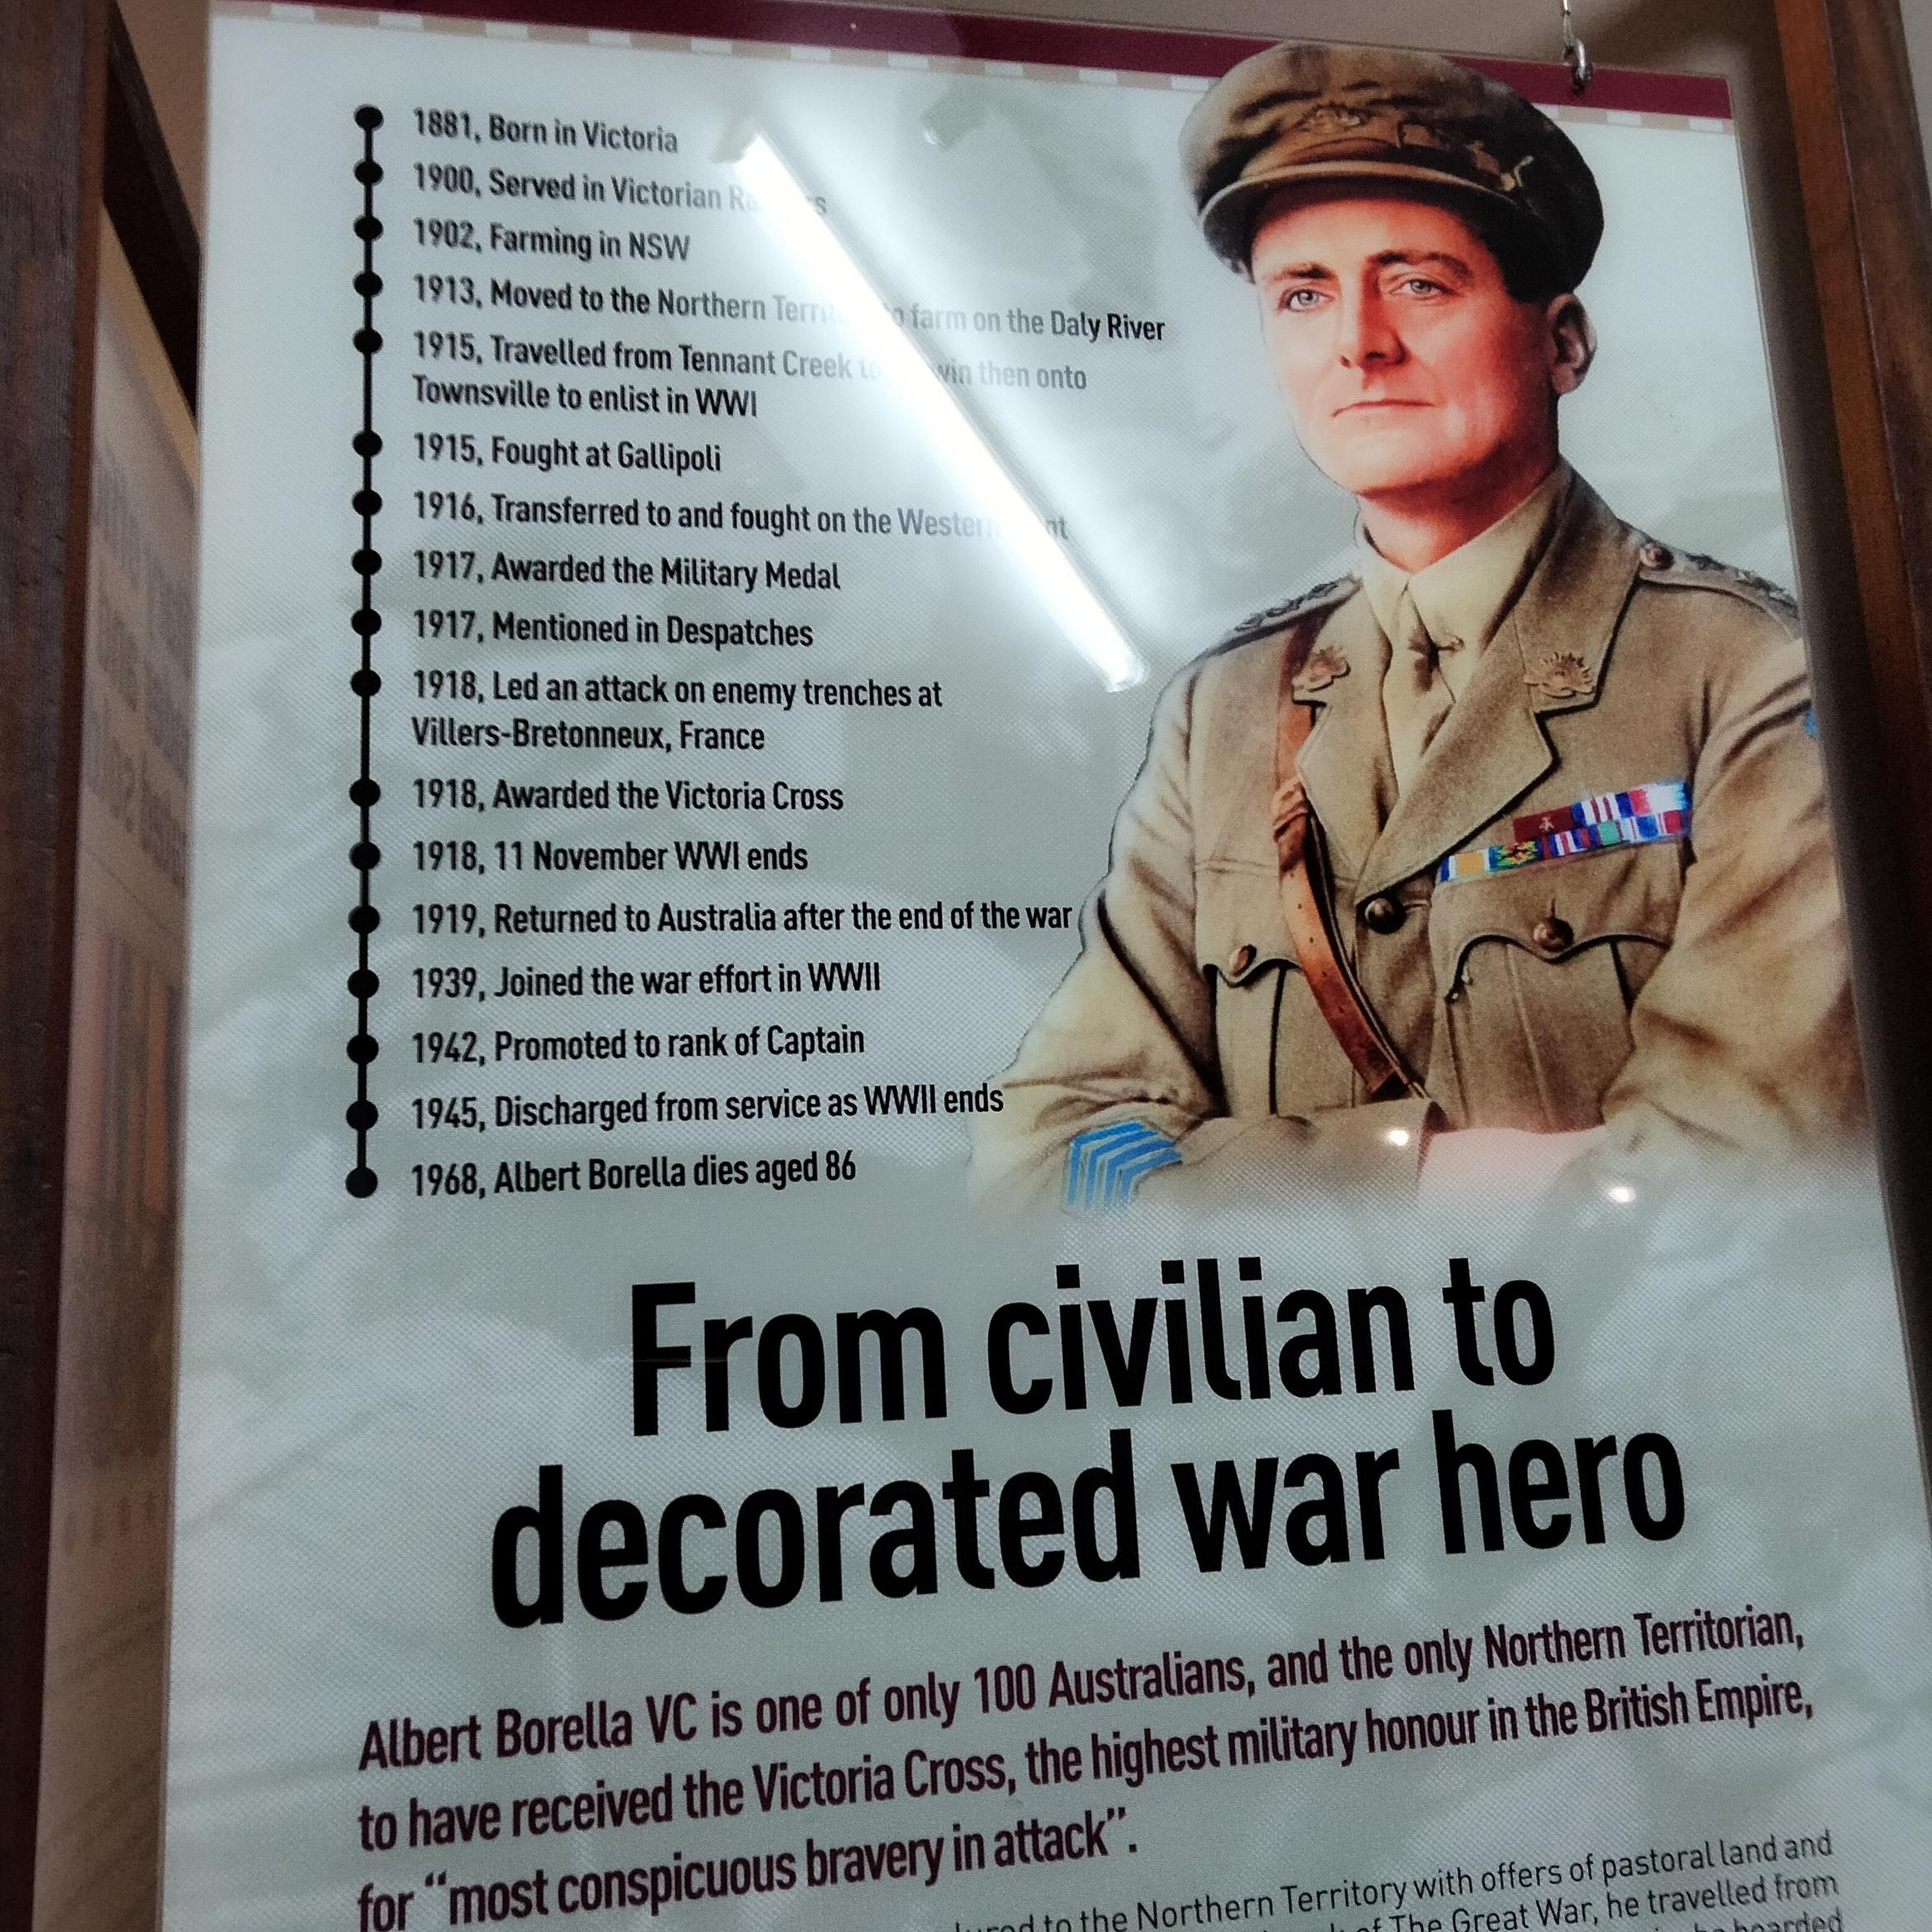 1881, Born in Victoria
1900, Served in Victorian
1902, Farming in NSW
1913, Moved to the Northern farm on the Daly River
1915, Travelled from Tennant Creek to then onto
Townsville to enlist in WWI
1915, Fought at Gallipoli
1916, Transferred to and fought on the Western
1917, Awarded the Military Medal
1917, Mentioned in Despatches
1918, Led an attack on enemy trenches at
Villers-Bretonneux, France
1918, Awarded the Victoria Cross
1918, 11 November WWI ends
1919, Returned to Australia after the end of the war
1939, Joined the war effort in WWII
1942, Promoted to rank of Captain
1945, Discharged from service as WWII ends
1968, Albert Borella dies aged 86
From civilian to
decorated war hero
Albert Borella VC is one of only 100 Australians, and the only Northern Territorian,
to have received the Victoria Cross, the highest military honour in the British Empire,
for “most conspicuous bravery in attack”.
to the Northern Territory with offers of pastoral land and
of The Great War, he travelled from
he boarded